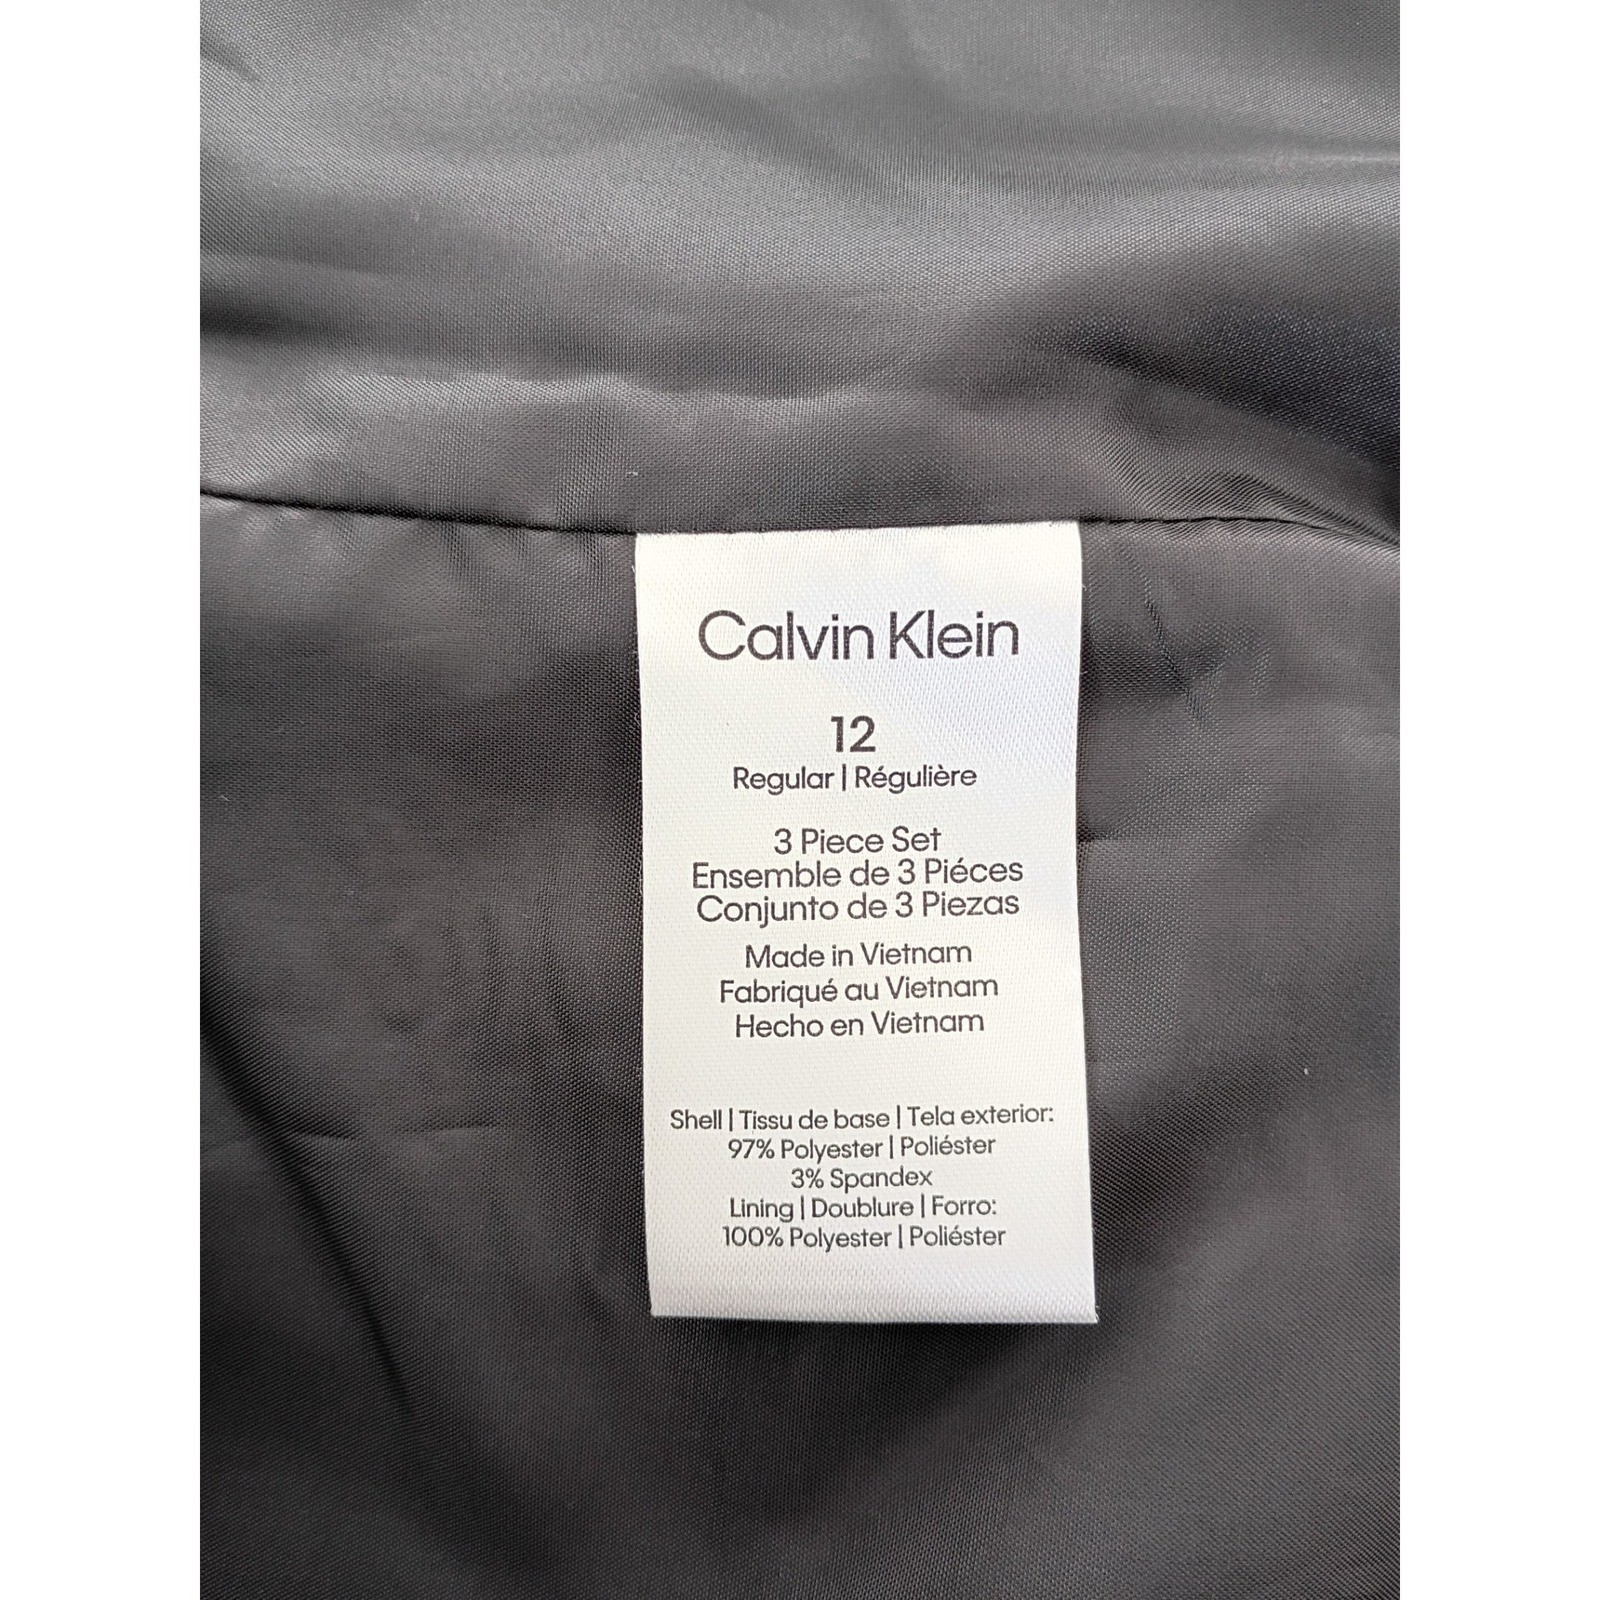 Calvin Klein
12
Regular | Régulière
3 Piece Set
Ensemble de 3 Piéces
Conjunto de 3 Piezas
Made in Vietnam
Fabriqué au Vietnam
Hecho en Vietnam
Shell | Tissu de base | Tela exterior:
97% Polyester | Poliéster
3% Spandex
Lining | Doublure | Forro:
100% Polyester | Poliéster